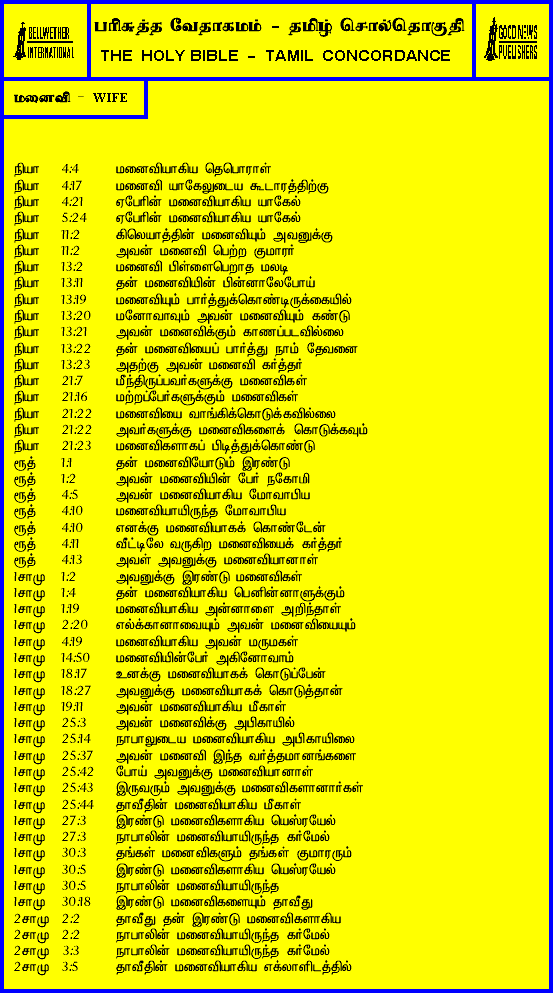 BELLWETHER
INTERNATIONAL
பரிசுத்த வேதாகமம் - தமிழ் சொல்தொகுதி
THE HOLY BIBLE - TAMIL CONCORDANCE
GOOD NEWS
PUBLISHERS
மனைவி - WIFE
நியா 4:4 மனைவியாகிய தெபொராள்
நியா 4:17 மனைவி யாகேலுடைய கூடாரத்திற்கு
நியா 4:21 ஏபேரின் மனைவியாகிய யாகேல்
நியா 5:24 ஏபேரின் மனைவியாகிய யாகேல்
நியா 11:2 கிலெயாத்தின் மனைவியும் அவனுக்கு
நியா 11:2 அவன் மனைவி பெற்ற குமாரர்
நியா 13:2 மனைவி பிள்ளைபெறாத மலடி
நியா 13:11 தன் மனைவியின் பின்னாலேபோய்
நியா 13:19 மனைவியும் பார்த்துக்கொண்டிருக்கையில்
நியா 13:20 மனோவாவும் அவன் மனைவியும் கண்டு
நியா 13:21 அவன் மனைவிக்கும் காணப்படவில்லை
நியா 13:22 தன் மனைவியைப் பார்த்து நாம் தேவனை
நியா 13:23 அதற்கு அவன் மனைவி கர்த்தர்
நியா 21:7 மீந்திருப்பவர்களுக்கு மனைவிகள்
நியா 21:16 மற்றப்பேர்களுக்கும் மனைவிகள்
நியா 21:22 மனைவியை வாங்கிக்கொடுக்கவில்லை
நியா 21:22 அவர்களுக்கு மனைவிகளைக் கொடுக்கவும்
நியா 21:23 மனைவிகளாகப் பிடித்துக்கொண்டு
ரூத் 1:1 தன் மனைவியோடும் இரண்டு
ரூத் 1:2 அவன் மனைவியின் பேர் நகோமி
ரூத் 4:5 அவன் மனைவியாகிய மோவாபிய
ரூத் 4:10 மனைவியாயிருந்த மோவாபிய
ரூத் 4:10 எனக்கு மனைவியாகக் கொண்டேன்
ரூத் 4:11 வீட்டிலே வருகிற மனைவியைக் கர்த்தர்
ரூத் 4:13 அவள் அவனுக்கு மனைவியானாள்
1சாமு 1:2 அவனுக்கு இரண்டு மனைவிகள்
1சாமு 1:4 தன் மனைவியாகிய பெனின்னாளுக்கும்
1சாமு 1:19 மனைவியாகிய அன்னாளை அறிந்தாள்
1சாமு 2:20 எல்க்கானாவையும் அவன் மனைவியையும்
1சாமு 4:19 மனைவியாகிய அவன் மருமகள்
1சாமு 14:50 மனைவியின்பேர் அகினோவாம்
1சாமு 18:17 உனக்கு மனைவியாகக் கொடுப்பேன்
1சாமு 18:27 அவனுக்கு மனைவியாகக் கொடுத்தான்
1சாமு 19:11 அவன் மனைவியாகிய மீகாள்
1சாமு 25:3 அவன் மனைவிக்கு அபிகாயில்
1சாமு 25:14 நாபாலுடைய மனைவியாகிய அபிகாயிலை
1சாமு 25:37 அவன் மனைவி இந்த வர்த்தமானங்களை
1சாமு 25:42 போய் அவனுக்கு மனைவியானாள்
1சாமு 25:43 இருவரும் அவனுக்கு மனைவிகளானார்கள்
1சாமு 25:44 தாவீதின் மனைவியாகிய மீகாள்
1சாமு 27:3 இரண்டு மனைவிகளாகிய யெஸ்ரயேல்
1சாமு 27:3 நாபாலின் மனைவியாயிருந்த கர்மேல்
1சாமு 30:3 தங்கள் மனைவிகளும் தங்கள் குமாரரும்
1சாமு 30:5 இரண்டு மனைவிகளாகிய யெஸ்ரயேல்
1சாமு 30:5 நாபாலின் மனைவியாயிருந்த
1சாமு 30:18 இரண்டு மனைவிகளையும் தாவீது
2சாமு 2:2 தாவீது தன் இரண்டு மனைவிகளாகிய
2சாமு 2:2 நாபாலின் மனைவியாயிருந்த கர்மேல்
2சாமு 3:3 நாபாலின் மனைவியாயிருந்த கர்மேல்
2சாமு 3:5 தாவீதின் மனைவியாகிய எக்லாளிடத்தில்